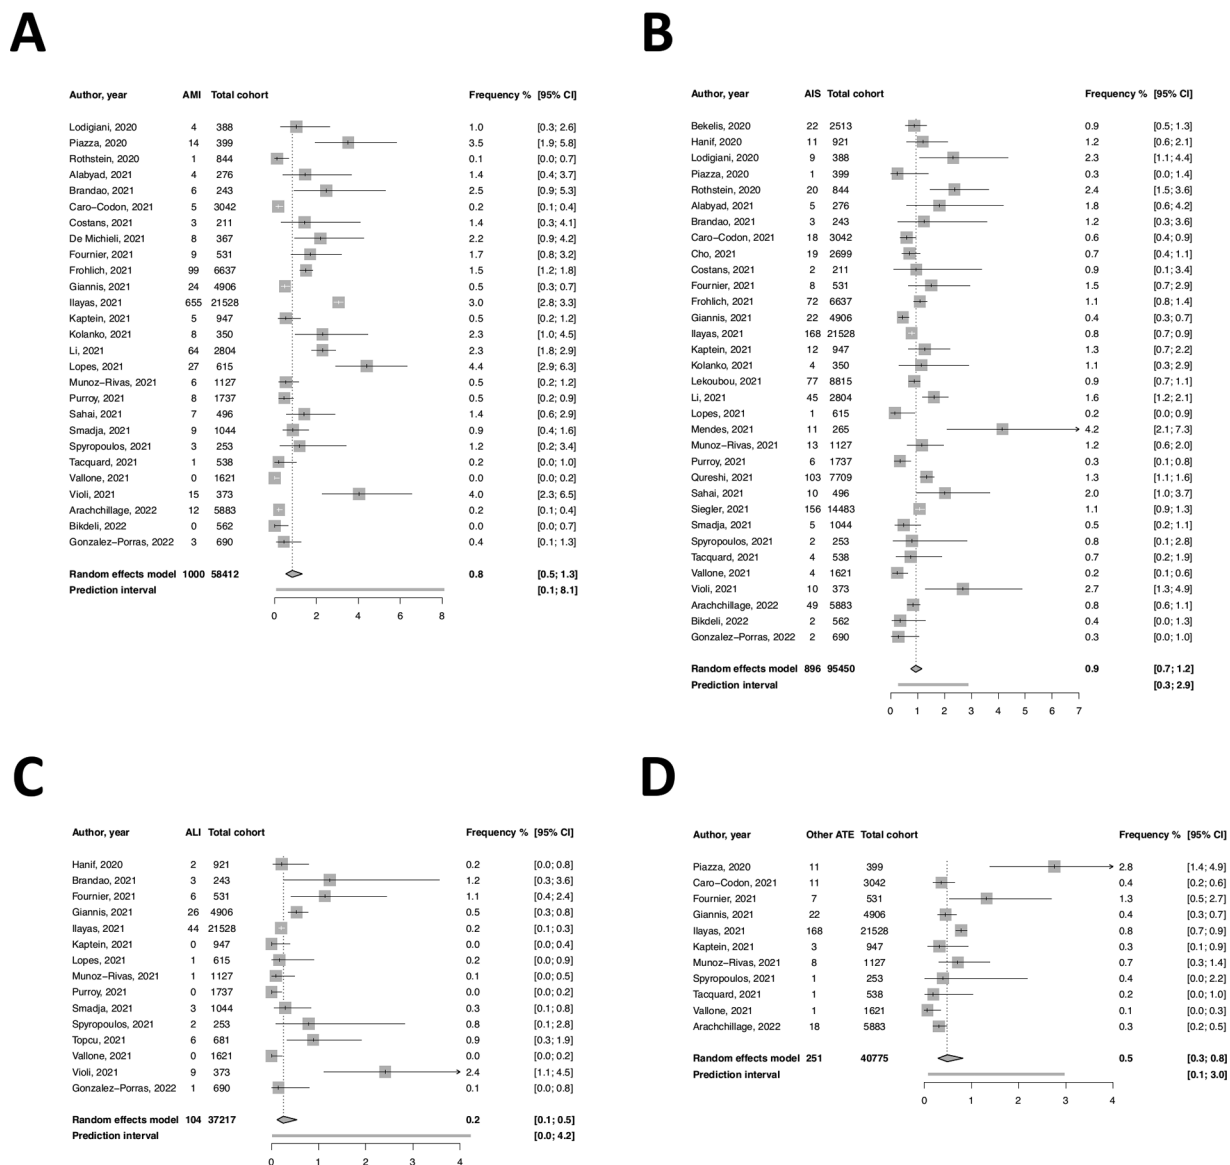 A
Author, year AMI Total cohort Frequency % [95% CI]
Lodigiani, 2020 4 388 1.0 [0.3; 2.6]
Piazza, 2020 14 399 3.5 [1.9; 5.8]
Rothstein, 2020 1 844 0.1 [0.0; 0.7]
Alabyad, 2021 4 276 1.4 [0.4; 3.7]
Brandao, 2021 6 243 2.5 [0.9; 5.3]
Caro−Codon, 2021 5 3042 0.2 [0.1; 0.4]
Costans, 2021 3 211 1.4 [0.3; 4.1]
De Michieli, 2021 8 367 2.2 [0.9; 4.2]
Fournier, 2021 9 531 1.7 [0.8; 3.2]
Frohlich, 2021 99 6637 1.5 [1.2; 1.8]
Giannis, 2021 24 4906 0.5 [0.3; 0.7]
Ilayas, 2021 655 21528 3.0 [2.8; 3.3]
Kaptein, 2021 5 947 0.5 [0.2; 1.2]
Kolanko, 2021 8 350 2.3 [1.0; 4.5]
Li, 2021 64 2804 2.3 [1.8; 2.9]
Lopes, 2021 27 615 4.4 [2.9; 6.3]
Munoz−Rivas, 2021 6 1127 0.5 [0.2; 1.2]
Purroy, 2021 8 1737 0.5 [0.2; 0.9]
Sahai, 2021 7 496 1.4 [0.6; 2.9]
Smadja, 2021 9 1044 0.9 [0.4; 1.6]
Spyropoulos, 2021 3 253 1.2 [0.2; 3.4]
Tacquard, 2021 1 538 0.2 [0.0; 1.0]
Vallone, 2021 0 1621 0.0 [0.0; 0.2]
Violi, 2021 15 373 4.0 [2.3; 6.5]
Arachchillage, 2022 12 5883 0.2 [0.1; 0.4]
Bikdeli, 2022 0 562 0.0 [0.0; 0.7]
Gonzalez−Porras, 2022 3 690 0.4 [0.1; 1.3]
Random effects model 1000 58412 0.8 [0.5; 1.3]
Prediction interval [0.1; 8.1]
0 2 4 6 8
B
Author, year AIS Total cohort Frequency % [95% CI]
Bekelis, 2020 22 2513 0.9 [0.5; 1.3]
Hanif, 2020 11 921 1.2 [0.6; 2.1]
Lodigiani, 2020 9 388 2.3 [1.1; 4.4]
Piazza, 2020 1 399 0.3 [0.0; 1.4]
Rothstein, 2020 20 844 2.4 [1.5; 3.6]
Alabyad, 2021 5 276 1.8 [0.6; 4.2]
Brandao, 2021 3 243 1.2 [0.3; 3.6]
Caro−Codon, 2021 18 3042 0.6 [0.4; 0.9]
Cho, 2021 19 2699 0.7 [0.4; 1.1]
Costans, 2021 2 211 0.9 [0.1; 3.4]
Fournier, 2021 8 531 1.5 [0.7; 2.9]
Frohlich, 2021 72 6637 1.1 [0.8; 1.4]
Giannis, 2021 22 4906 0.4 [0.3; 0.7]
Ilayas, 2021 168 21528 0.8 [0.7; 0.9]
Kaptein, 2021 12 947 1.3 [0.7; 2.2]
Kolanko, 2021 4 350 1.1 [0.3; 2.9]
Lekoubou, 2021 77 8815 0.9 [0.7; 1.1]
Li, 2021 45 2804 1.6 [1.2; 2.1]
Lopes, 2021 1 615 0.2 [0.0; 0.9]
Mendes, 2021 11 265 4.2 [2.1; 7.3]
Munoz−Rivas, 2021 13 1127 1.2 [0.6; 2.0]
Purroy, 2021 6 1737 0.3 [0.1; 0.8]
Qureshi, 2021 103 7709 1.3 [1.1; 1.6]
Sahai, 2021 10 496 2.0 [1.0; 3.7]
Siegler, 2021 156 14483 1.1 [0.9; 1.3]
Smadja, 2021 5 1044 0.5 [0.2; 1.1]
Spyropoulos, 2021 2 253 0.8 [0.1; 2.8]
Tacquard, 2021 4 538 0.7 [0.2; 1.9]
Vallone, 2021 4 1621 0.2 [0.1; 0.6]
Violi, 2021 10 373 2.7 [1.3; 4.9]
Arachchillage, 2022 49 5883 0.8 [0.6; 1.1]
Bikdeli, 2022 2 562 0.4 [0.0; 1.3]
Gonzalez−Porras, 2022 2 690 0.3 [0.0; 1.0]
Random effects model 896 95450 0.9 [0.7; 1.2]
Prediction interval [0.3; 2.9]
0 1 2 3 4 5 6 7
C
Author, year ALI Total cohort Frequency % [95% CI]
Hanif, 2020 2 921 0.2 [0.0; 0.8]
Brandao, 2021 3 243 1.2 [0.3; 3.6]
Fournier, 2021 6 531 1.1 [0.4; 2.4]
Giannis, 2021 26 4906 0.5 [0.3; 0.8]
Ilayas, 2021 44 21528 0.2 [0.1; 0.3]
Kaptein, 2021 0 947 0.0 [0.0; 0.4]
Lopes, 2021 1 615 0.2 [0.0; 0.9]
Munoz−Rivas, 2021 1 1127 0.1 [0.0; 0.5]
Purroy, 2021 0 1737 0.0 [0.0; 0.2]
Smadja, 2021 3 1044 0.3 [0.1; 0.8]
Spyropoulos, 2021 2 253 0.8 [0.1; 2.8]
Topcu, 2021 6 681 0.9 [0.3; 1.9]
Vallone, 2021 0 1621 0.0 [0.0; 0.2]
Violi, 2021 9 373 2.4 [1.1; 4.5]
Gonzalez−Porras, 2022 1 690 0.1 [0.0; 0.8]
Random effects model 104 37217 0.2 [0.1; 0.5]
Prediction interval [0.0; 4.2]
0 1 2 3 4
D
Author, year Other ATE Total cohort Frequency % [95% CI]
Piazza, 2020 11 399 2.8 [1.4; 4.9]
Caro−Codon, 2021 11 3042 0.4 [0.2; 0.6]
Fournier, 2021 7 531 1.3 [0.5; 2.7]
Giannis, 2021 22 4906 0.4 [0.3; 0.7]
Ilayas, 2021 168 21528 0.8 [0.7; 0.9]
Kaptein, 2021 3 947 0.3 [0.1; 0.9]
Munoz−Rivas, 2021 8 1127 0.7 [0.3; 1.4]
Spyropoulos, 2021 1 253 0.4 [0.0; 2.2]
Tacquard, 2021 1 538 0.2 [0.0; 1.0]
Vallone, 2021 1 1621 0.1 [0.0; 0.3]
Arachchillage, 2022 18 5883 0.3 [0.2; 0.5]
Random effects model 251 40775 0.5 [0.3; 0.8]
Prediction interval [0.1; 3.0]
0 1 2 3 4